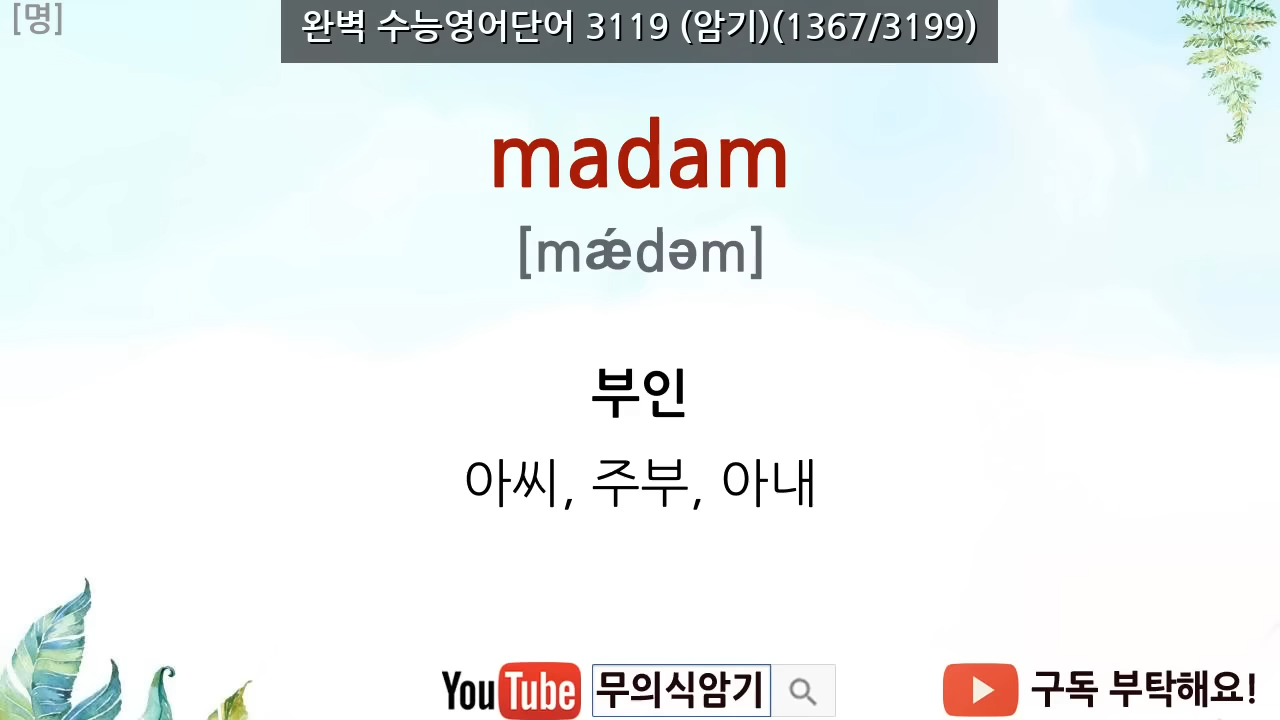 [명]
완벽 수능영어단어 3119 (암기)(1367/3199)
madam
[mǽdəm]
부인
아씨, 주부, 아내
YouTube 무의식암기
구독 부탁해요!